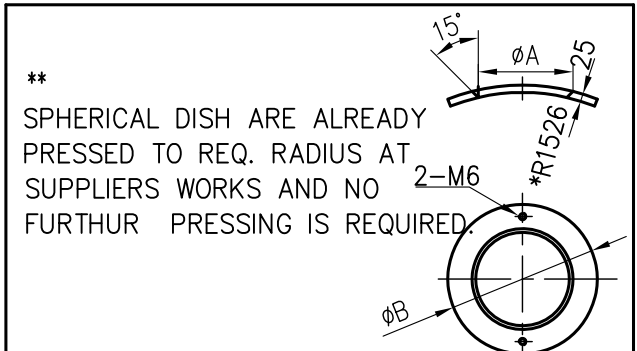 **
SPHERICAL DISH ARE ALREADY
PRESSED TO REQ. RADIUS AT
SUPPLIERS WORKS AND NO
FURTHUR PRESSING IS REQUIRED.
15°
øA
25
*R1526
2-M6
øB